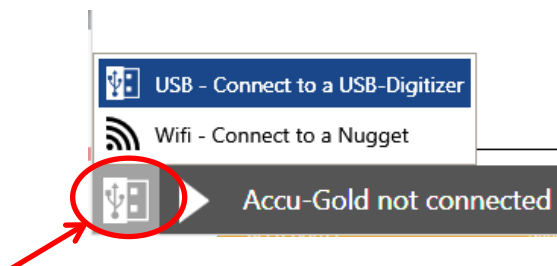 USB - Connect to a USB-Digitizer
Wifi - Connect to a Nugget
Accu-Gold not connected